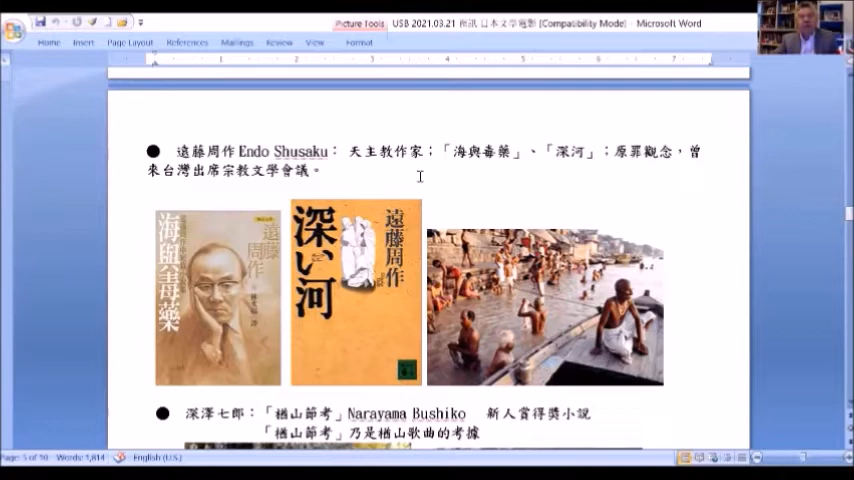 Picture Tools
USB 2021.03.21 視訊 日本文學電影 [Compatibility Mode] - Microsoft Word
Home Insert Page Layout References Mailings Review View Format
● 遠藤周作 Endo Shusaku： 天主教作家；「海與毒藥」、「深河」；原罪觀念，曾
來台灣出席宗教文學會議。
海與毒藥
遠藤周作
深い河
遠藤周作
● 深澤七郎：「楢山節考」Narayama Bushiko 新人賞得獎小說
「楢山節考」乃是楢山歌曲的考據
Page: 5 of 10 Words: 1,814 English (U.S.)